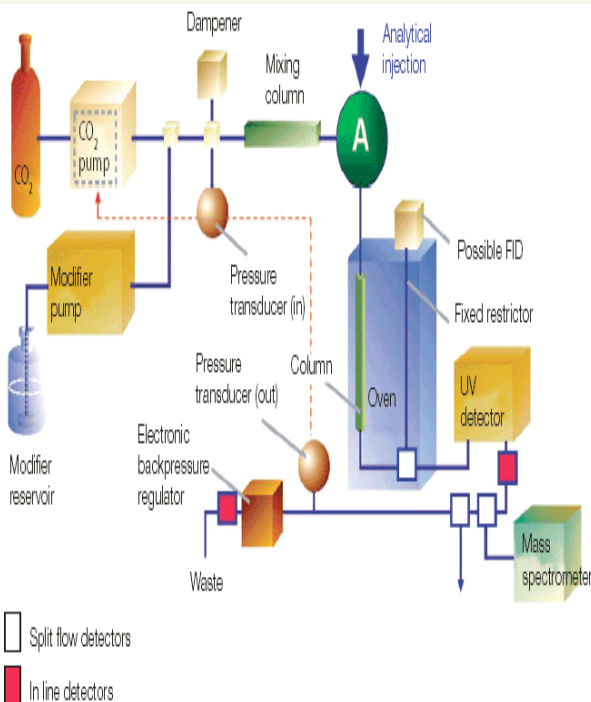 Dampener
Analytical
injection
Mixing
column
A
CO2
pump
CO2
Possible FID
Modifier
pump
Pressure
transducer (in)
Fixed restrictor
Pressure
transducer (out)
Column
Oven
UV
detector
Electronic
backpressure
regulator
Modifier
reservoir
Mass
spectrometer
Waste
Split flow detectors
In line detectors